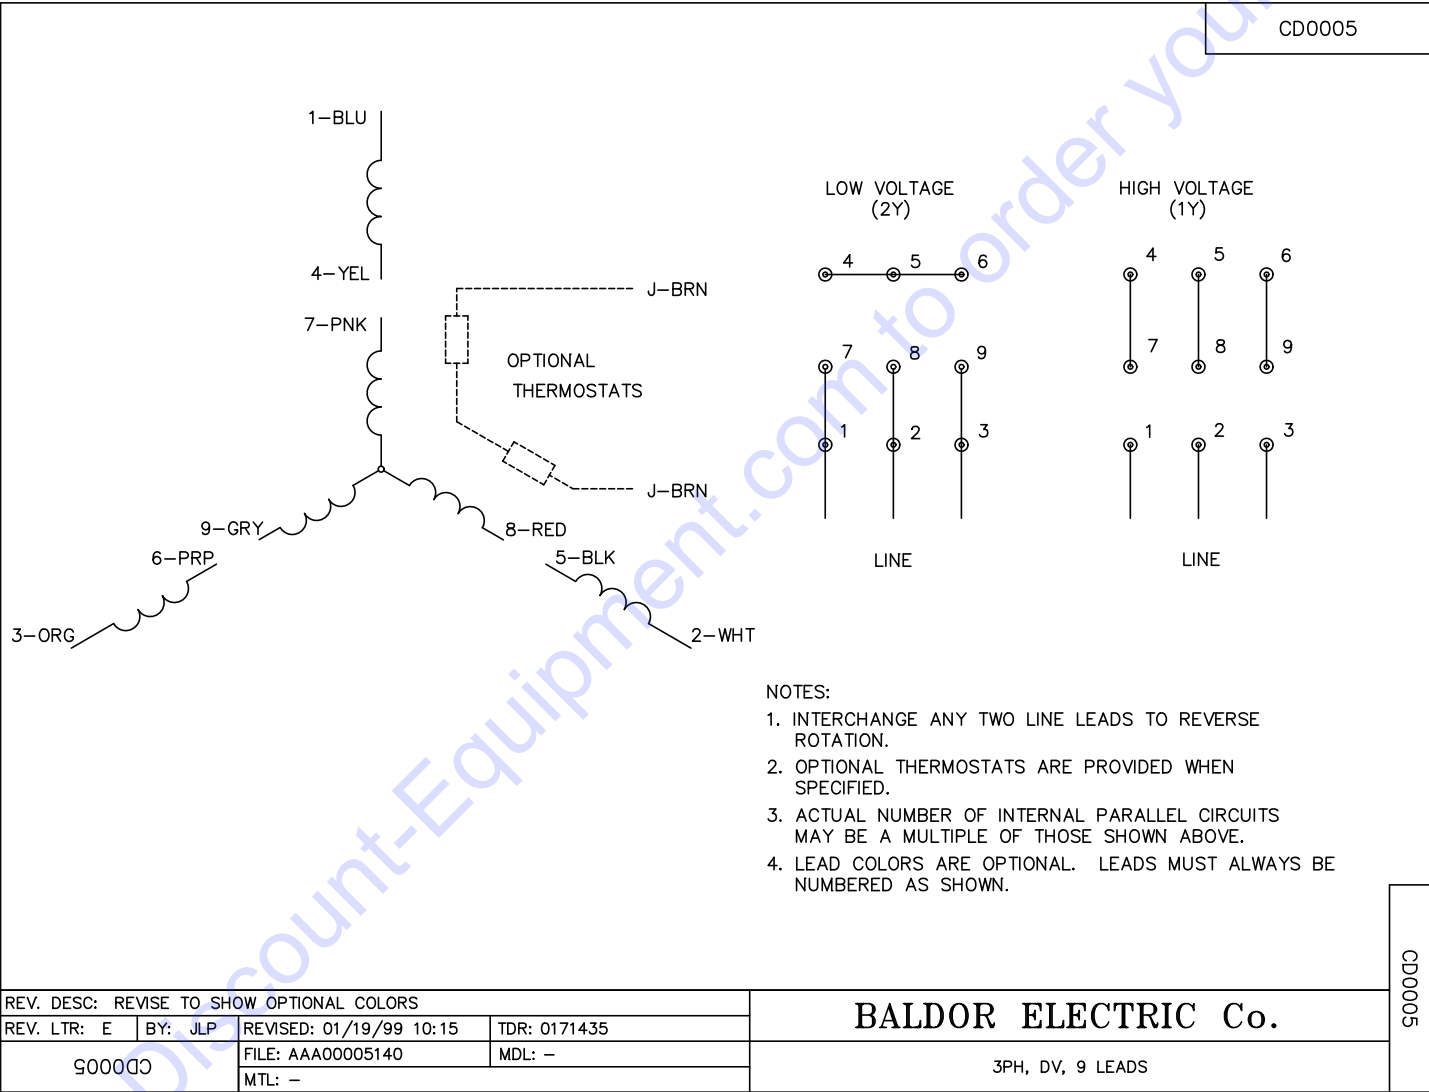 CD0005
1-BLU
4-YEL
7-PNK
9-GRY
6-PRP
3-ORG
8-RED
5-BLK
2-WHT
J-BRN
OPTIONAL
THERMOSTATS
J-BRN
LOW VOLTAGE
(2Y)
4 5 6
7 8 9
1 2 3
LINE
HIGH VOLTAGE
(1Y)
4 5 6
7 8 9
1 2 3
LINE
NOTES:
1. INTERCHANGE ANY TWO LINE LEADS TO REVERSE
ROTATION.
2. OPTIONAL THERMOSTATS ARE PROVIDED WHEN
SPECIFIED.
3. ACTUAL NUMBER OF INTERNAL PARALLEL CIRCUITS
MAY BE A MULTIPLE OF THOSE SHOWN ABOVE.
4. LEAD COLORS ARE OPTIONAL. LEADS MUST ALWAYS BE
NUMBERED AS SHOWN.
CD0005
REV. DESC: REVISE TO SHOW OPTIONAL COLORS
REV. LTR: E BY: JLP REVISED: 01/19/99 10:15 TDR: 0171435
CD0005
FILE: AAA00005140 MDL: -
MTL: -
BALDOR ELECTRIC Co.
3PH, DV, 9 LEADS
Discount-Equipment.com to order your